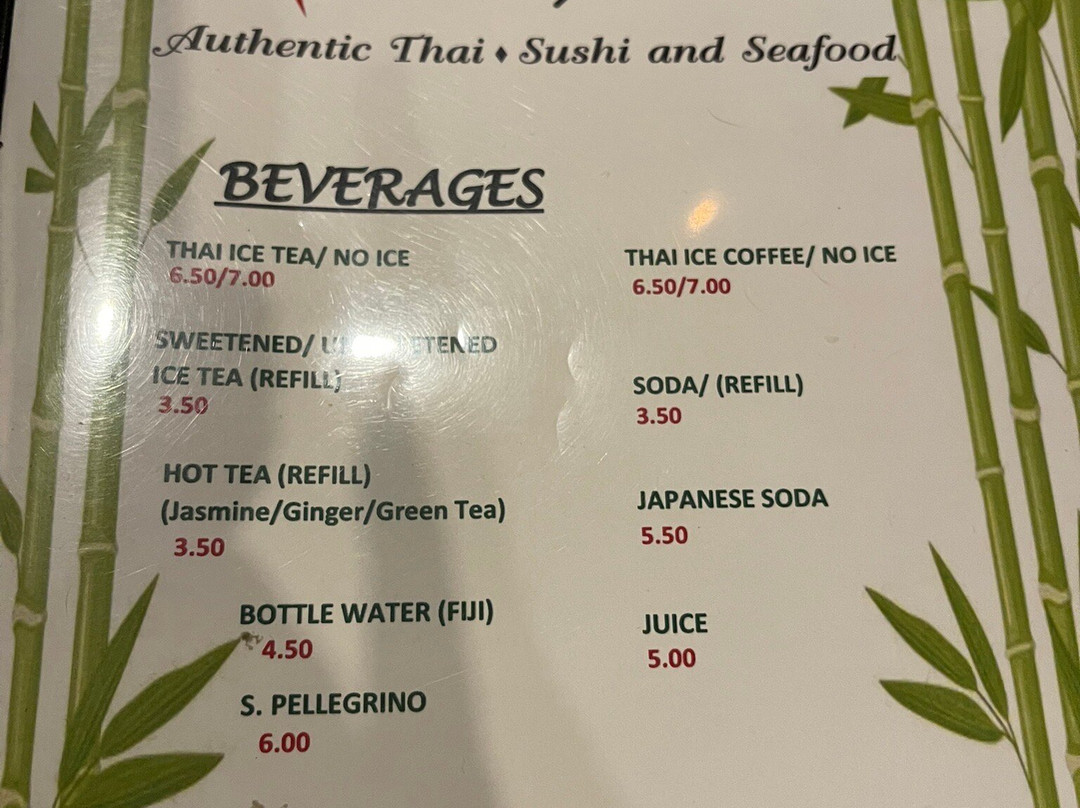 Authentic Thai ♦ Sushi and Seafood
BEVERAGES
THAI ICE TEA/ NO ICE
6.50/7.00
SWEETENED/
ICE TEA (REFILL)
3.50
HOT TEA (REFILL)
(Jasmine/Ginger/Green Tea)
3.50
BOTTLE WATER (FIJI)
4.50
S. PELLEGRINO
6.00
THAI ICE COFFEE/ NO ICE
6.50/7.00
SODA/ (REFILL)
3.50
JAPANESE SODA
5.50
JUICE
5.00